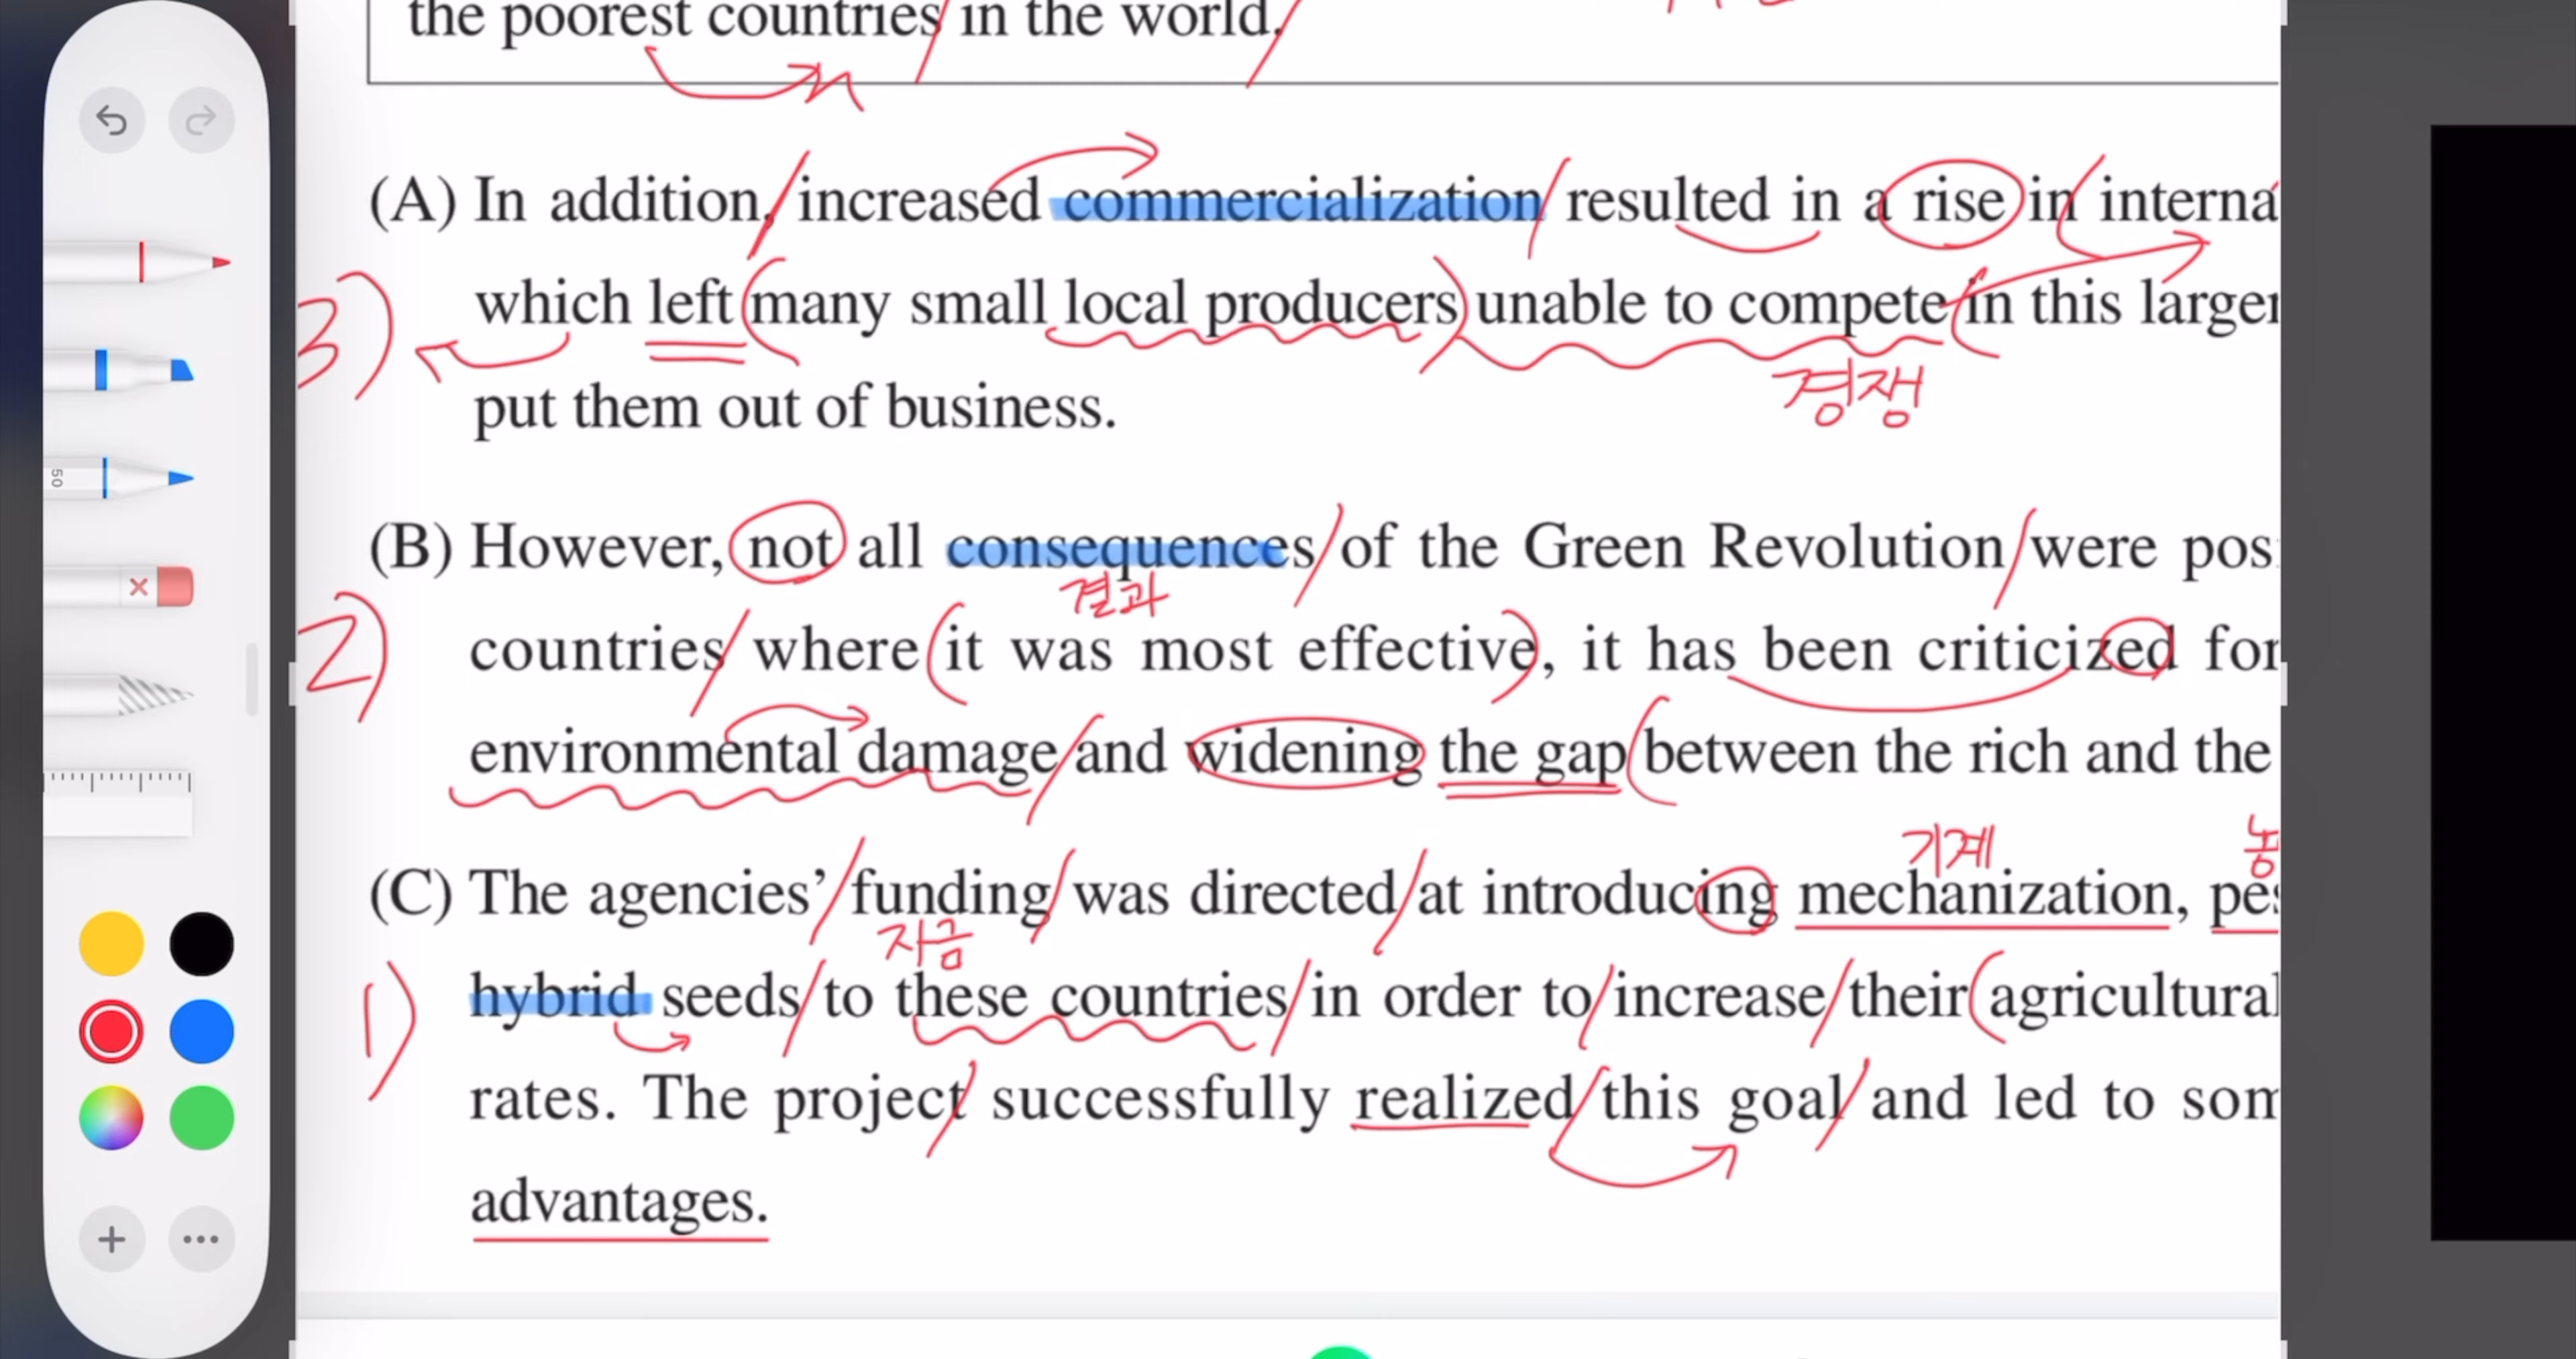 the poorest countries in the world.
(A) In addition, increased commercialization resulted in a rise in
3) which left many small local producers unable to compete in this larger
경쟁
put them out of business.
(B) However, not all consequences of the Green Revolution were
결과
2) countries where it was most effective, it has been criticized for
environmental damage and widening the gap between the rich and the
기계
(C) The agencies’ funding was directed at introducing mechanization,
자금
1) hybrid seeds to these countries in order to increase their agricultural
rates. The project successfully realized this goal and led to
advantages.
50